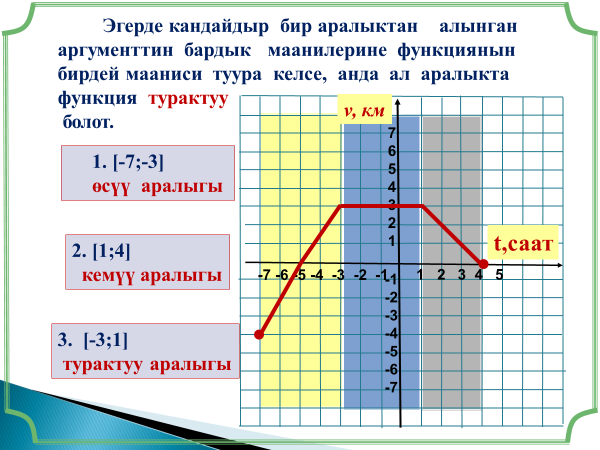 Эгерде кандайдыр бир аралыктан алынган
аргументтин бардык маанилерине функциянын
бирдей мааниси туура келсе, анда ал аралыкта
функция турактуу
болот.
v, км
7
6
5
4
3
2
1
t,саат
-7 -6 -5 -4 -3 -2 -1 1 2 3 4 5
-1
-2
-3
-4
-5
-6
-7
1. [-7;-3]
өсүү аралыгы
2. [1;4]
кемүү аралыгы
3. [-3;1]
турактуу аралыгы